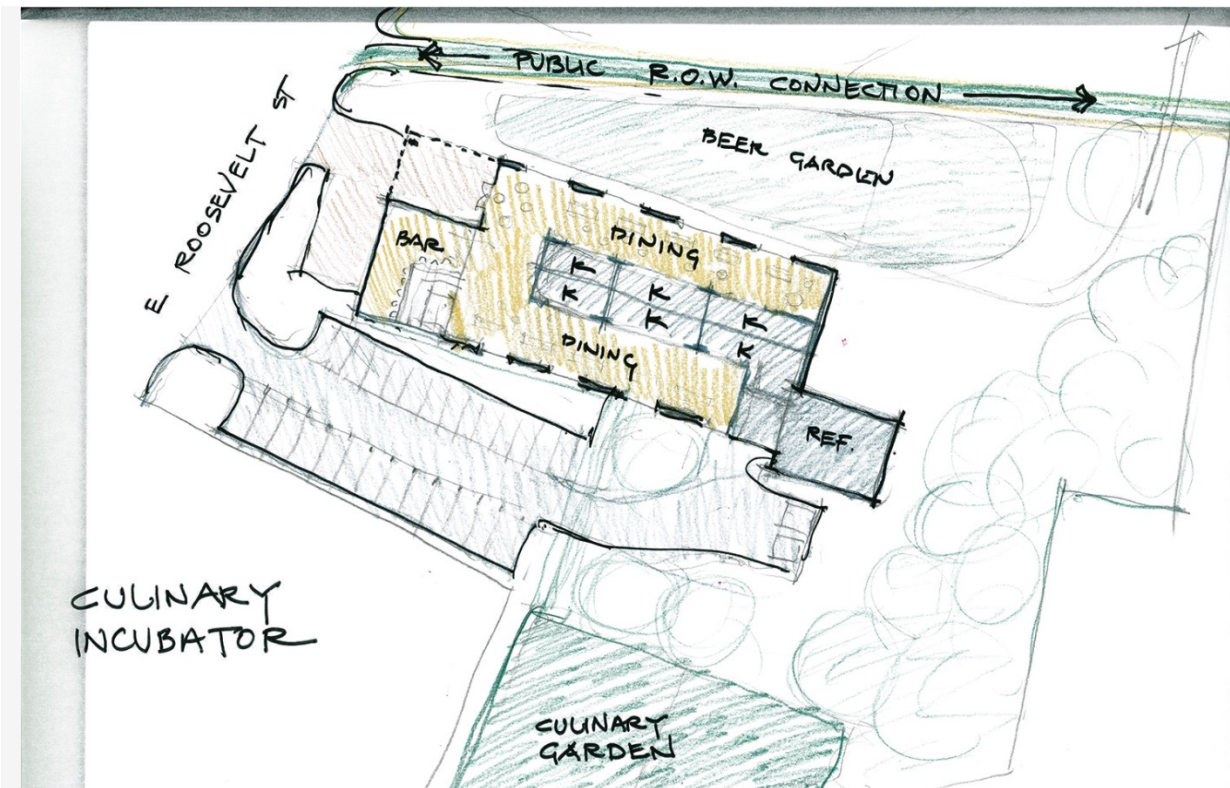 PUBLIC R.O.W. CONNECTION
E ROOSEVELT ST
BEER GARDEN
BAR
DINING
K
K
K
K
K
K
DINING
REF.
CULINARY
INCUBATOR
CULINARY
GARDEN